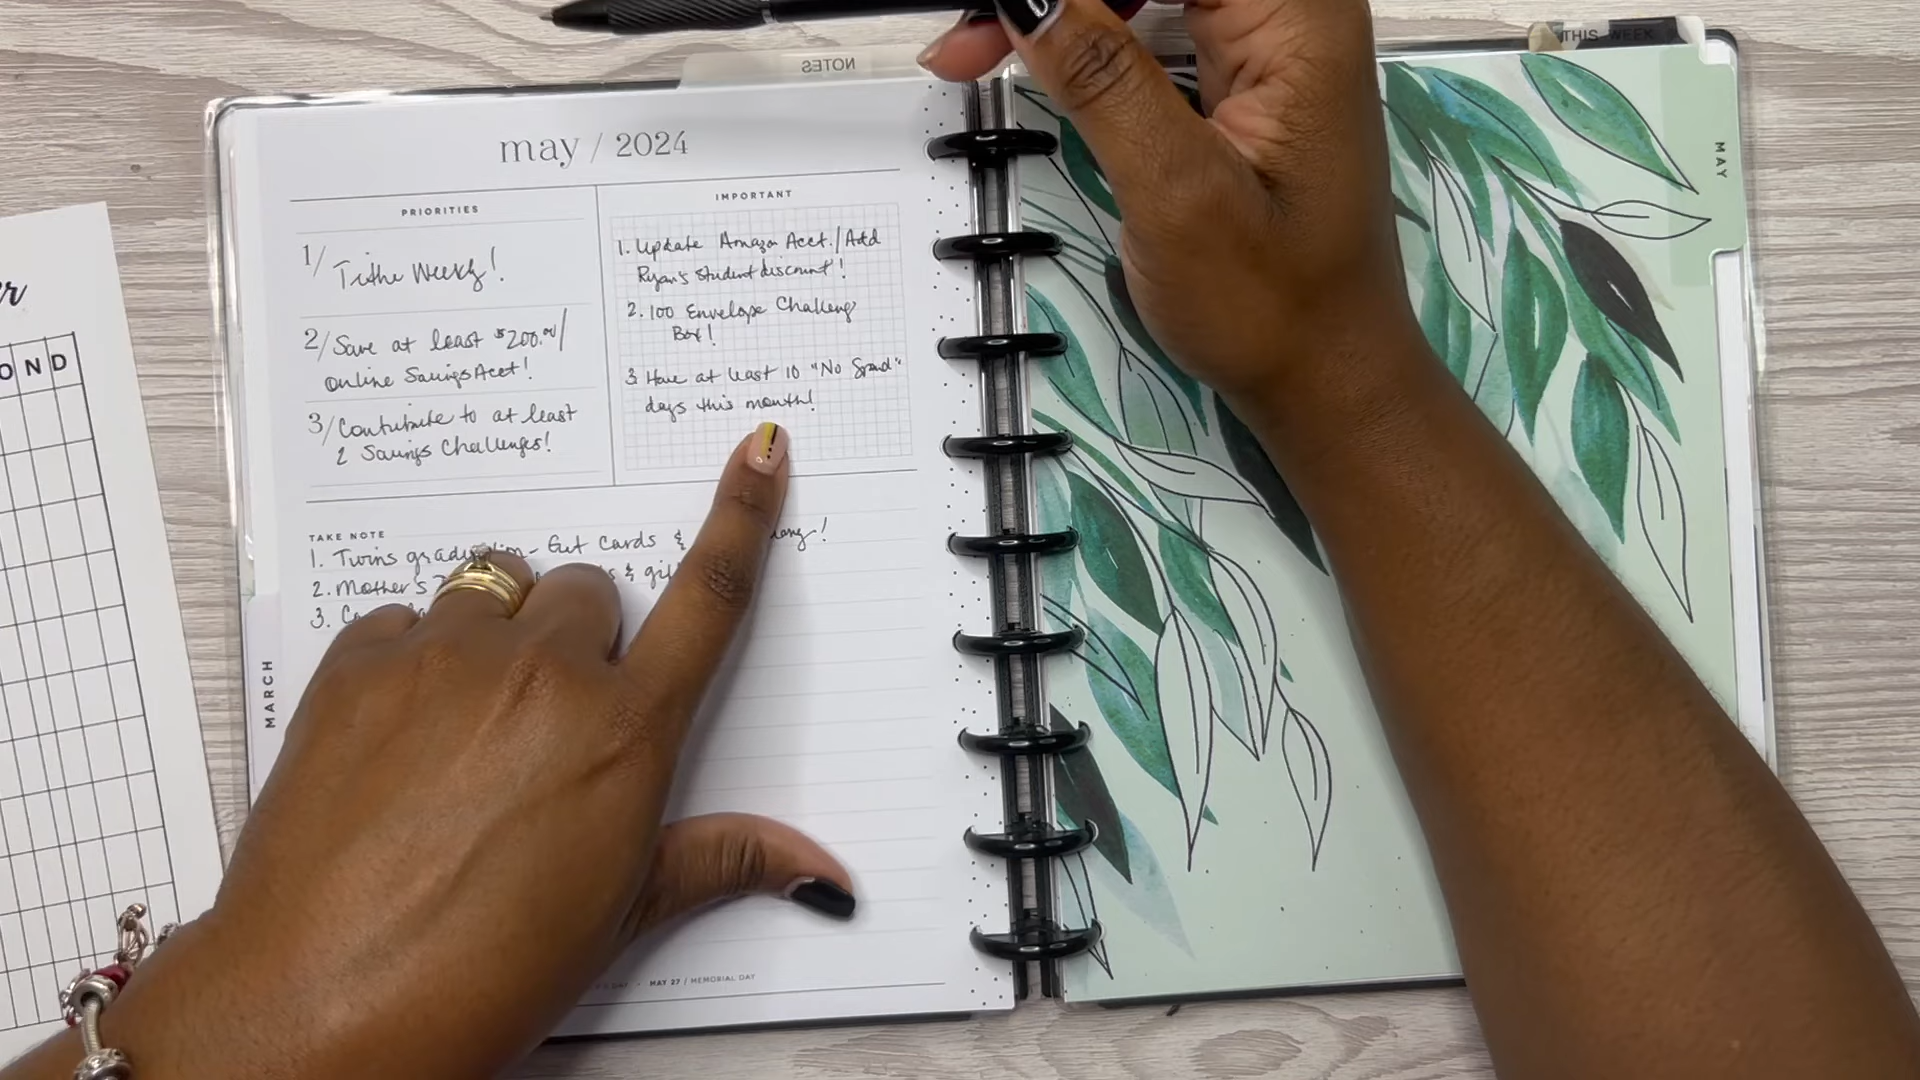 NOTES
THIS WEEK
may / 2024
MAY
PRIORITIES
1/ Tithe Weekly!
2/ Save at least $200.00/
Online Savings Acct!
3/ Contribute to at least
2 Savings Challenges!
IMPORTANT
1. Update Amazon Acct./Add
Ryan's student discount!
2. 100 Envelope Challenge
Box!
3. Have at least 10 "No Spend"
days this month!
TAKE NOTE
1. Twins graduation - Get cards &
2. Mother's & gif
3.
MARCH
MAY 27 / MEMORIAL DAY
OND